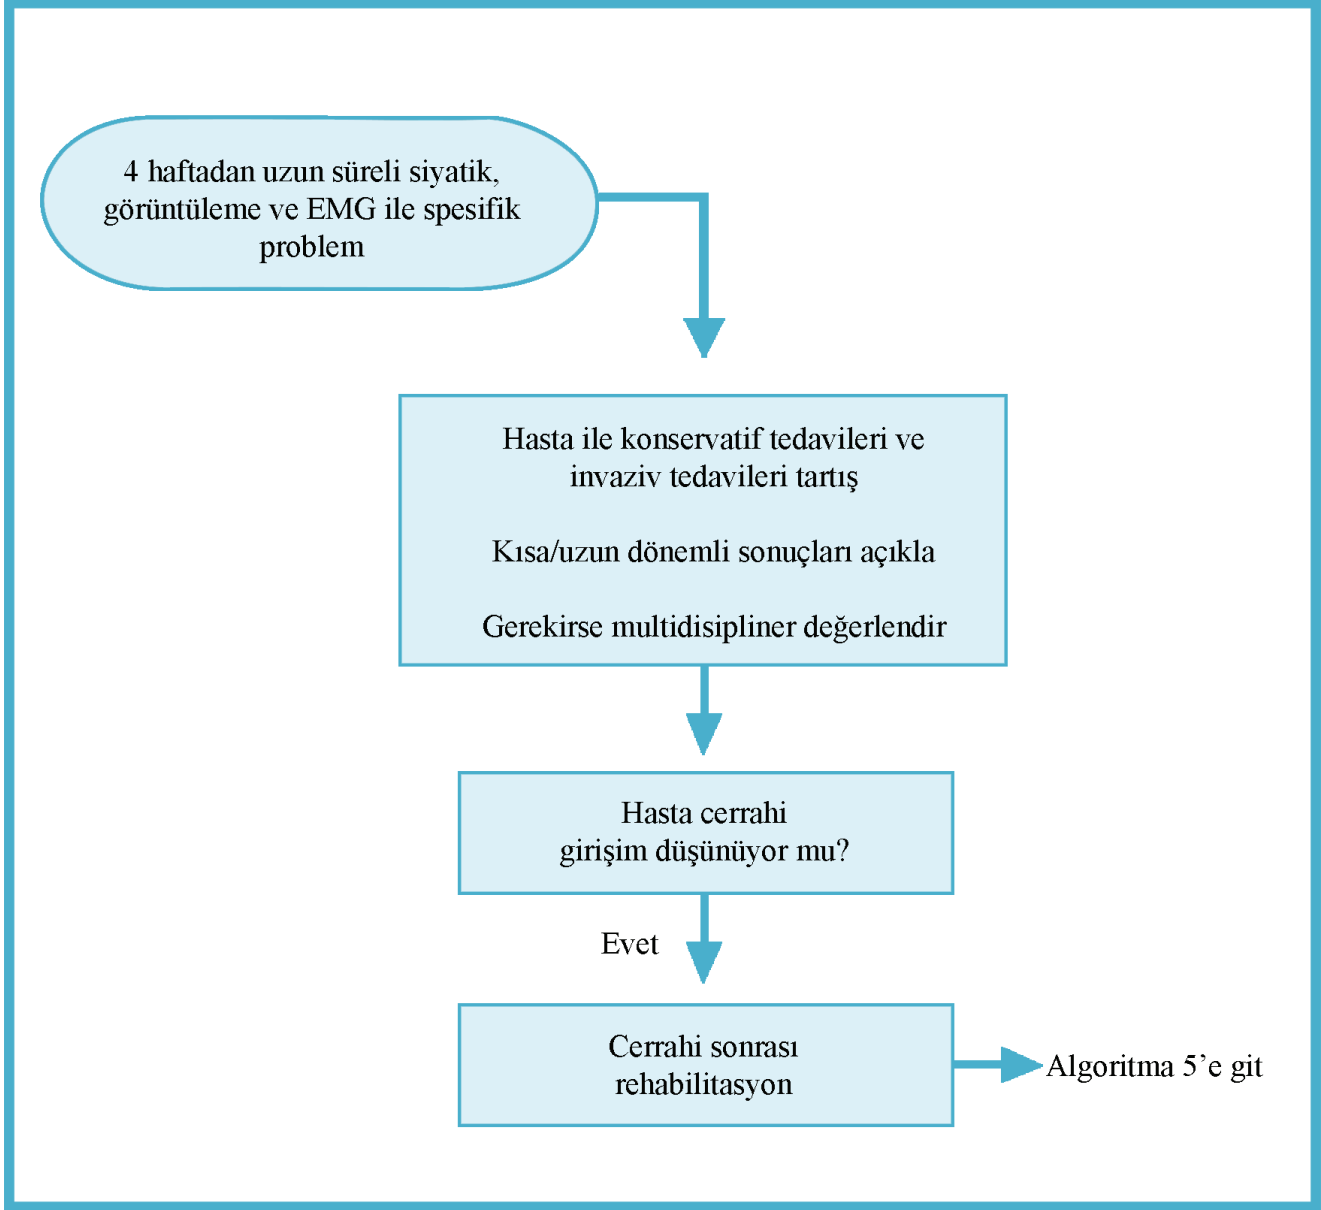 4 haftadan uzun süreli siyatik,
görüntüleme ve EMG ile spesifik
problem
Hasta ile konservatif tedavileri ve
invaziv tedavileri tartış
Kısa/uzun dönemli sonuçları açıkla
Gerekirse multidisipliner değerlendir
Hasta cerrahi
girişim düşünüyor mu?
Evet
Cerrahi sonrası
rehabilitasyon
Algoritma 5’e git